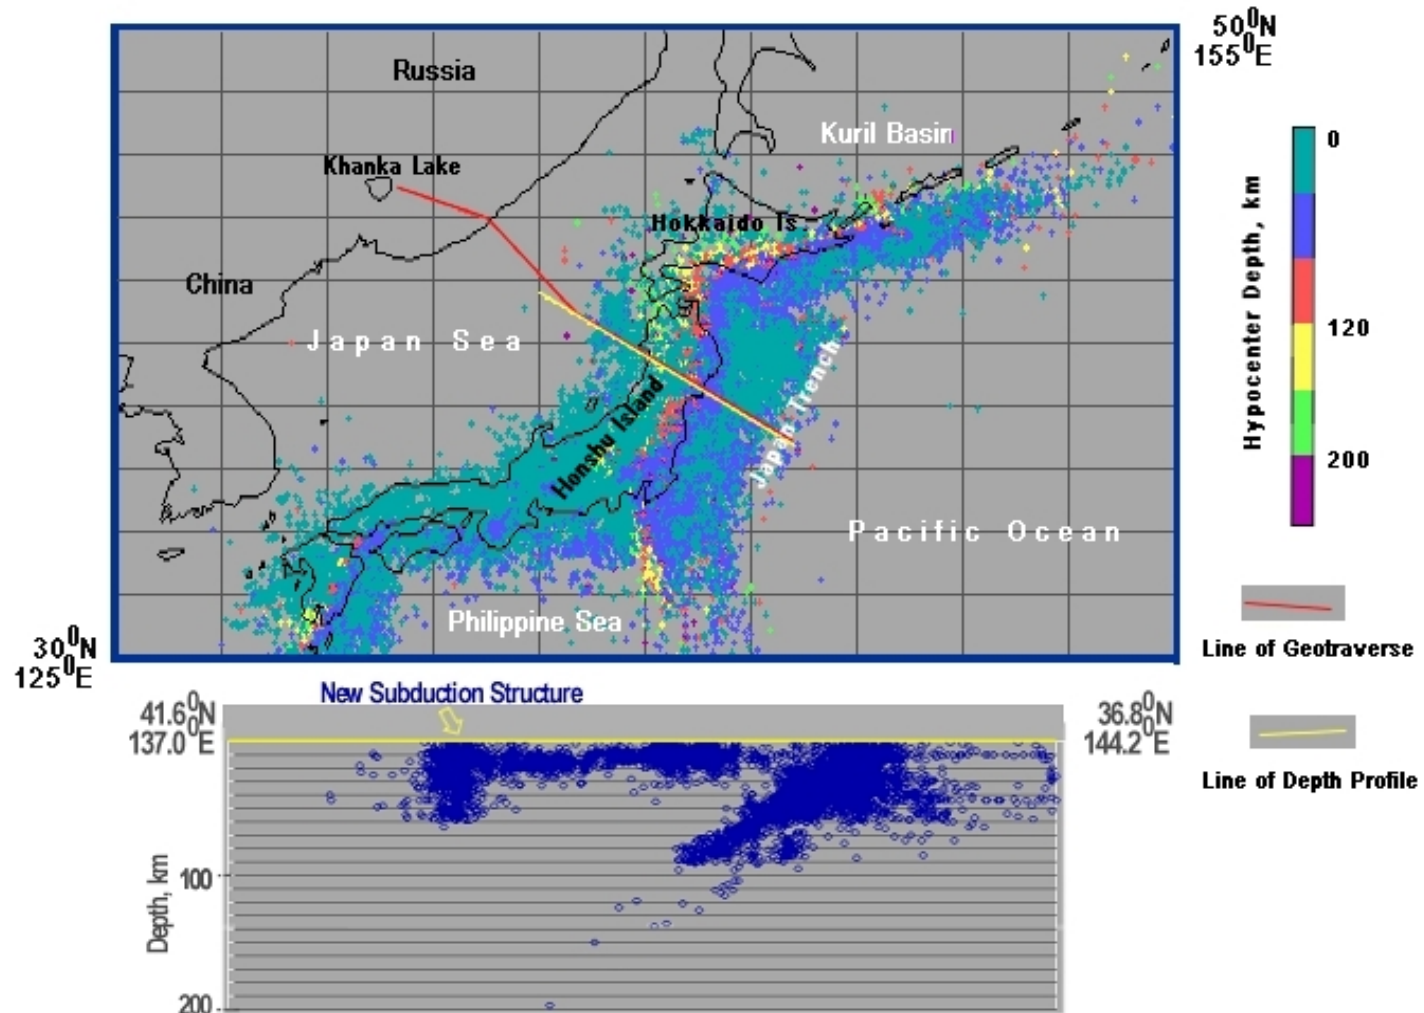 50⁰N
155⁰E
Russia
Kuril Basin
Khanka Lake
Hokkaido Is.
China
Japan Sea
Honshu Island
Japan Trench
Pacific Ocean
Philippine Sea
30⁰N
125⁰E
0
120
200
Hypocenter Depth, km
Line of Geotraverse
Line of Depth Profile
New Subduction Structure
41.6⁰N
137.0⁰E
36.8⁰N
144.2⁰E
Depth, km
100
200